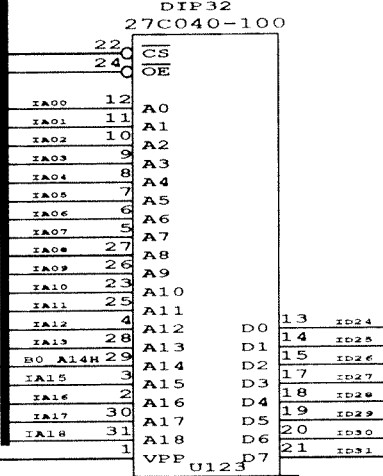 DIP32
27C040-100
22 CS
24 OE
IA00 12 A0
IA01 11 A1
IA02 10 A2
IA03 9 A3
IA04 8 A4
IA05 7 A5
IA06 6 A6
IA07 5 A7
IA08 27 A8
IA09 26 A9
IA10 23 A10
IA11 25 A11
IA12 4 A12 D0 13 ID24
IA13 28 A13 D1 14 ID25
B0 A14H 29 A14 D2 15 ID26
IA15 3 A15 D3 17 ID27
IA16 2 A16 D4 18 ID28
IA17 30 A17 D5 19 ID29
IA18 31 A18 D6 20 ID30
1 VPP D7 21 ID31
U123